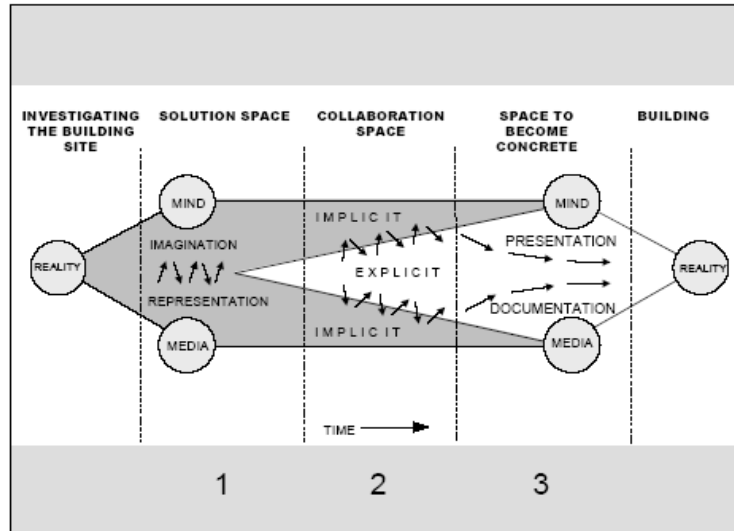 INVESTIGATING
THE BUILDING
SITE
SOLUTION SPACE
COLLABORATION
SPACE
SPACE TO
BECOME
CONCRETE
BUILDING
MIND
MIND
IMPLICIT
IMAGINATION
PRESENTATION
REALITY
EXPLICIT
REALITY
REPRESENTATION
DOCUMENTATION
IMPLICIT
MEDIA
MEDIA
TIME
1
2
3